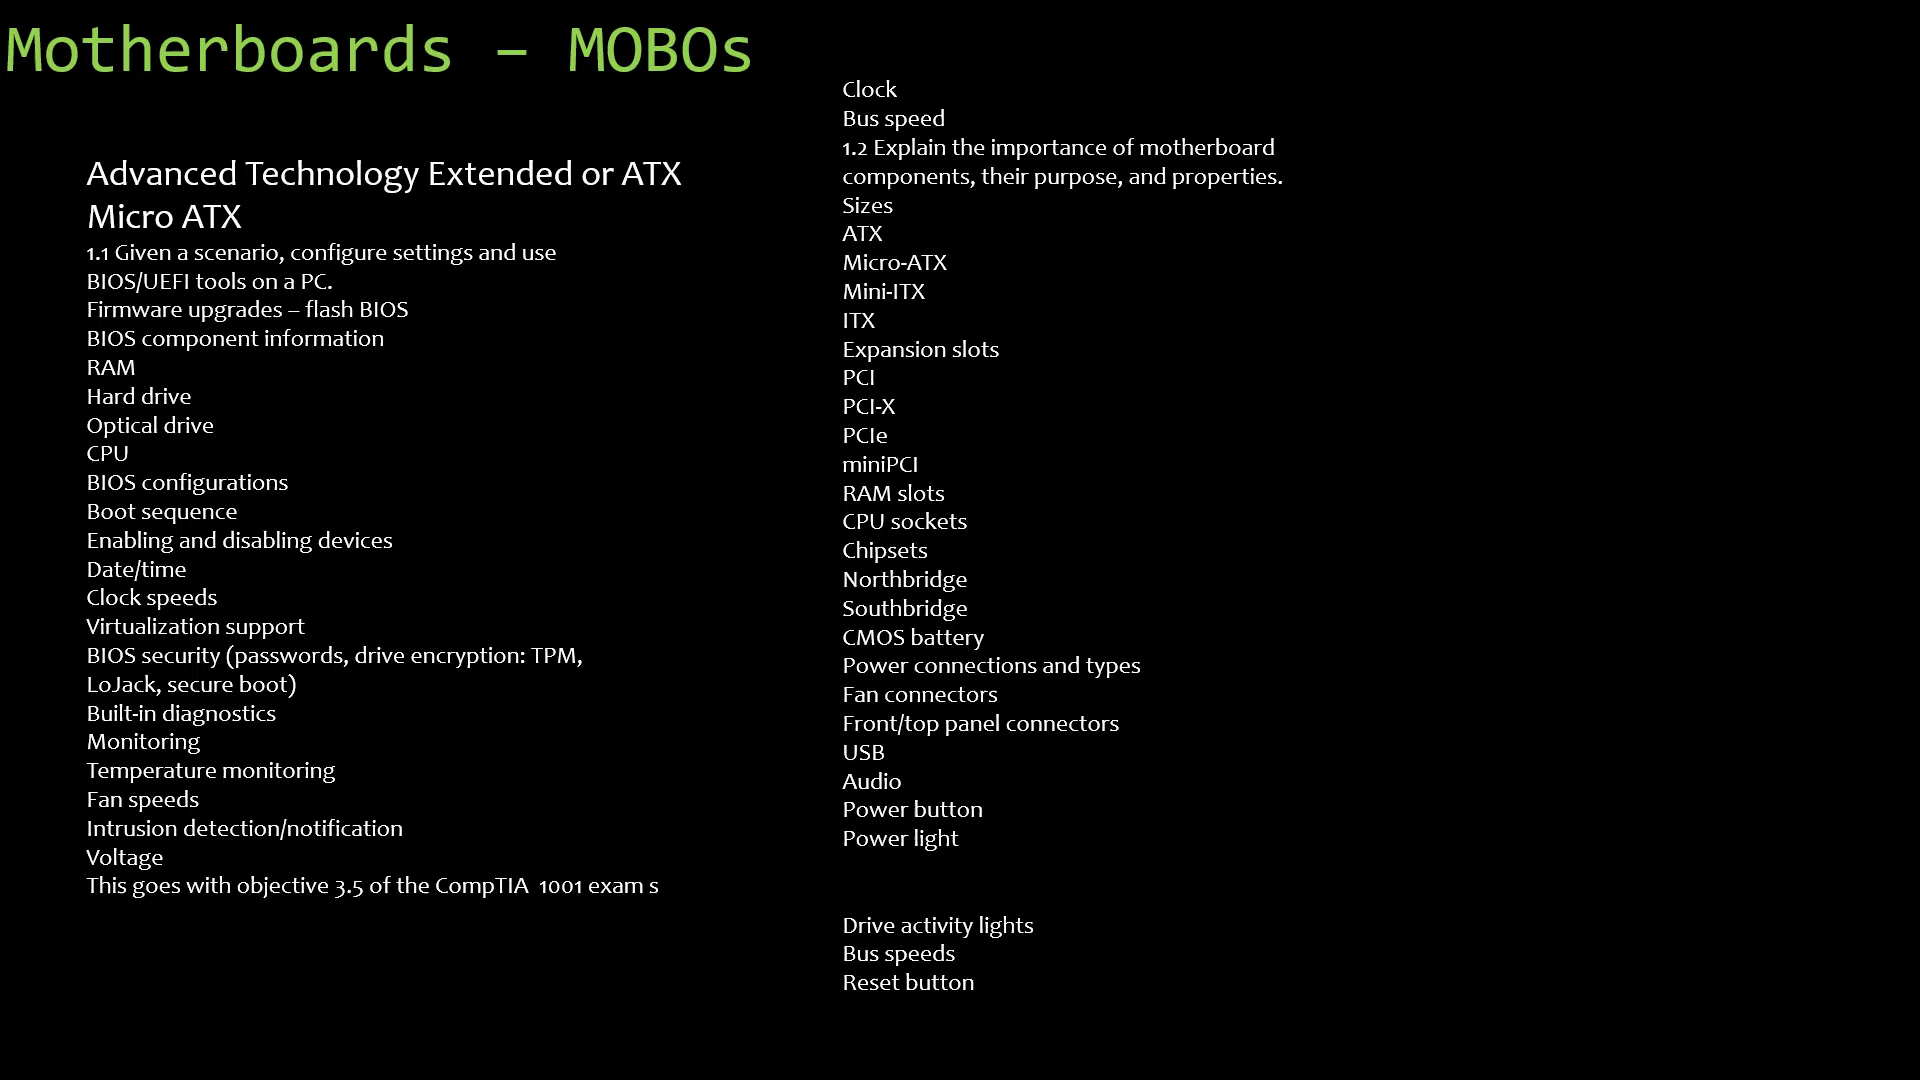 Motherboards – MOBOs
Advanced Technology Extended or ATX
Micro ATX
1.1 Given a scenario, configure settings and use
BIOS/UEFI tools on a PC.
Firmware upgrades – flash BIOS
BIOS component information
RAM
Hard drive
Optical drive
CPU
BIOS configurations
Boot sequence
Enabling and disabling devices
Date/time
Clock speeds
Virtualization support
BIOS security (passwords, drive encryption: TPM,
LoJack, secure boot)
Built-in diagnostics
Monitoring
Temperature monitoring
Fan speeds
Intrusion detection/notification
Voltage
This goes with objective 3.5 of the CompTIA  1001 exam s
Clock
Bus speed
1.2 Explain the importance of motherboard
components, their purpose, and properties.
Sizes
ATX
Micro-ATX
Mini-ITX
ITX
Expansion slots
PCI
PCI-X
PCIe
miniPCI
RAM slots
CPU sockets
Chipsets
Northbridge
Southbridge
CMOS battery
Power connections and types
Fan connectors
Front/top panel connectors
USB
Audio
Power button
Power light
Drive activity lights
Bus speeds
Reset button